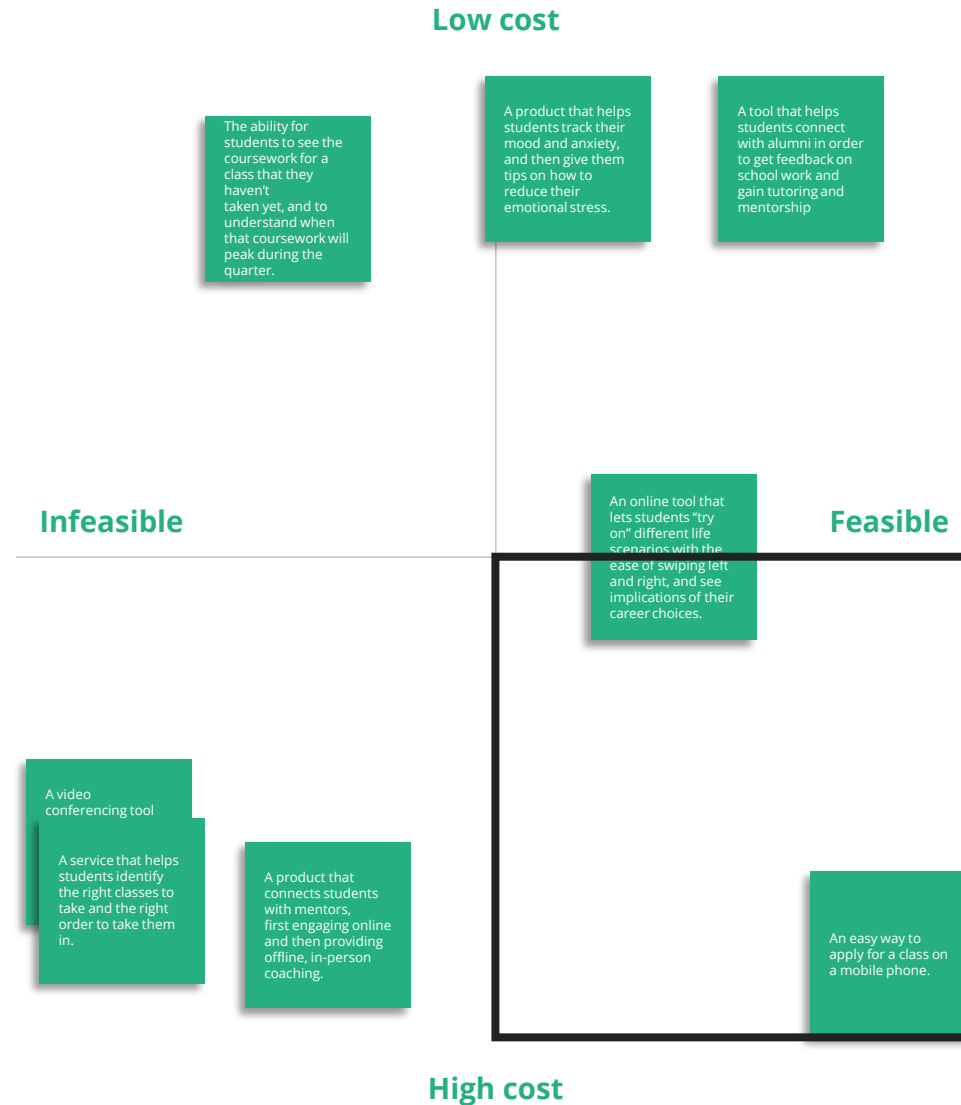 Low cost
The ability for
students to see the
coursework for a
class that they
haven't
taken yet, and to
understand when
that coursework will
peak during the
quarter.
A product that helps
students track their
mood and anxiety,
and then give them
tips on how to
reduce their
emotional stress.
A tool that helps
students connect
with alumni in order
to get feedback on
school work and
gain tutoring and
mentorship
Infeasible
An online tool that
lets students “try
on” different life
scenarios with the
ease of swiping left
and right, and see
implications of their
career choices.
Feasible
A video
conferencing tool
A service that helps
students identify
the right classes to
take and the right
order to take them
in.
A product that
connects students
with mentors,
first engaging online
and then providing
offline, in-person
coaching.
An easy way to
apply for a class on
a mobile phone.
High cost